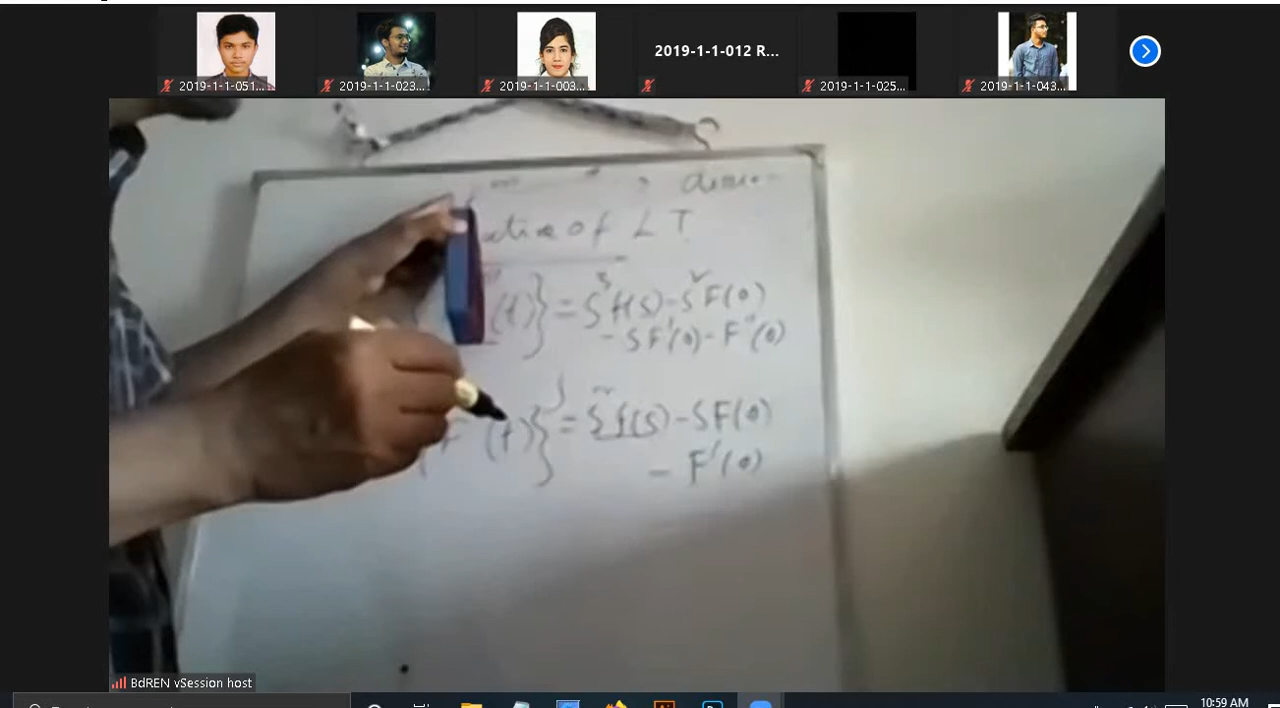 2019-1-1-012 R...
2019-1-1-051...
2019-1-1-023...
2019-1-1-003...
2019-1-1-025...
2019-1-1-043...
of LT
(t)} = S³f(s) - S²F(0)
- SF'(0) - F''(0)
(t)} = S²f(s) - SF(0)
- F'(0)
BdREN vSession host
10:59 AM